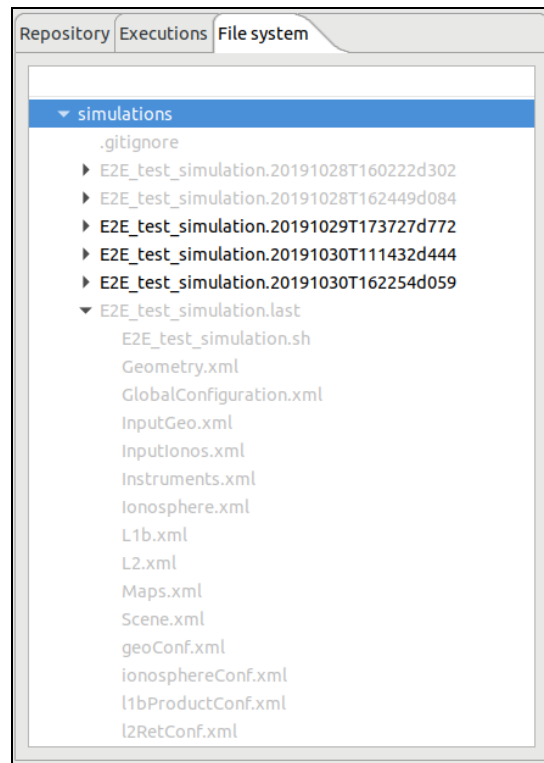 Repository Executions File system
simulations
.gitignore
E2E_test_simulation.20191028T160222d302
E2E_test_simulation.20191028T162449d084
E2E_test_simulation.20191029T173727d772
E2E_test_simulation.20191030T111432d444
E2E_test_simulation.20191030T162254d059
E2E_test_simulation.last
E2E_test_simulation.sh
Geometry.xml
GlobalConfiguration.xml
InputGeo.xml
InputIonos.xml
Instruments.xml
Ionosphere.xml
L1b.xml
L2.xml
Maps.xml
Scene.xml
geoConf.xml
ionosphereConf.xml
l1bProductConf.xml
l2RetConf.xml